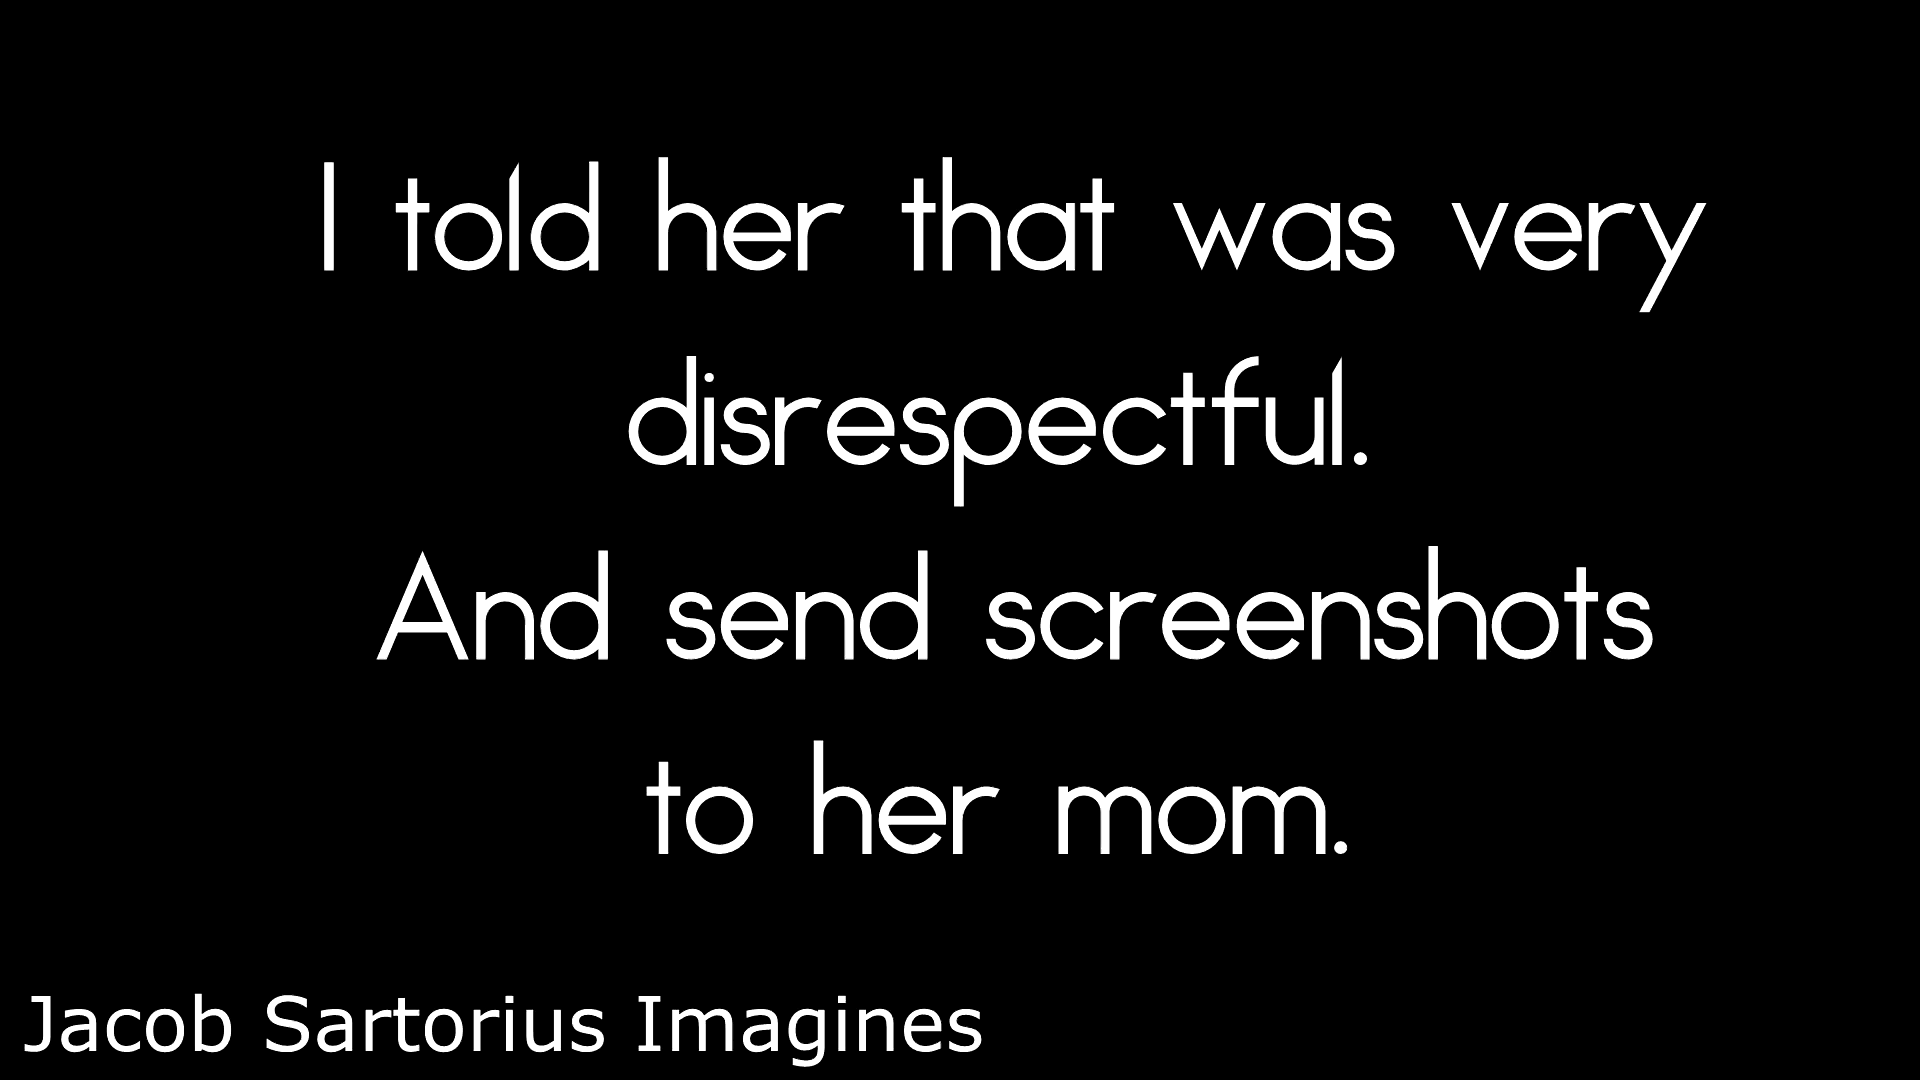 I told her that was very
disrespectful.
And send screenshots
to her mom.
Jacob Sartorius Imagines